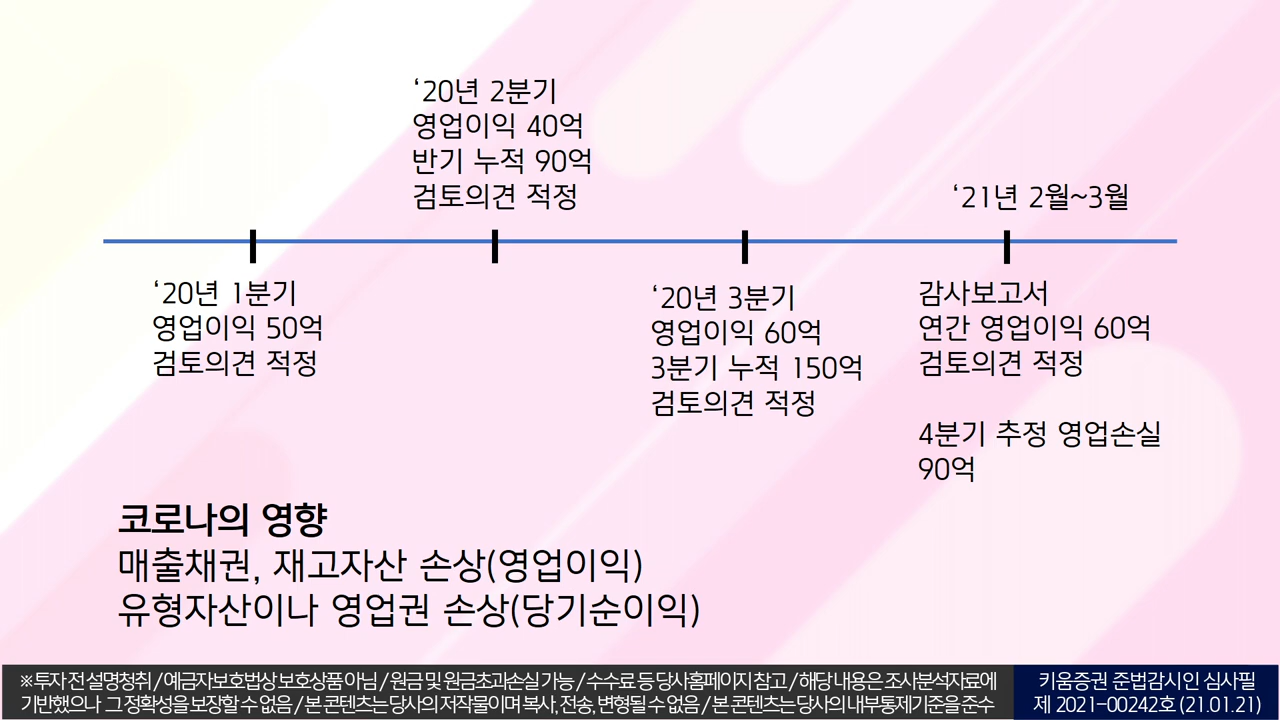 ‘20년 2분기
영업이익 40억
반기 누적 90억
검토의견 적정
‘21년 2월~3월
‘20년 1분기
영업이익 50억
검토의견 적정
‘20년 3분기
영업이익 60억
3분기 누적 150억
검토의견 적정
감사보고서
연간 영업이익 60억
검토의견 적정
4분기 추정 영업손실
90억
코로나의 영향
매출채권, 재고자산 손상(영업이익)
유형자산이나 영업권 손상(당기순이익)
※투자 전 설명청취 / 예금자보호법상 보호상품 아님 / 원금 및 원금초과손실 가능 / 수수료 등 당사홈페이지 참고 / 해당 내용은 조사분석자료에
기반했으나 그 정확성을 보장할 수 없음 / 본 콘텐츠는 당사의 저작물이며 복사, 전송, 변형될 수 없음 / 본 콘텐츠는 당사의 내부통제기준을 준수
키움증권 준법감시인 심사필
제 2021-00242호 (21.01.21)